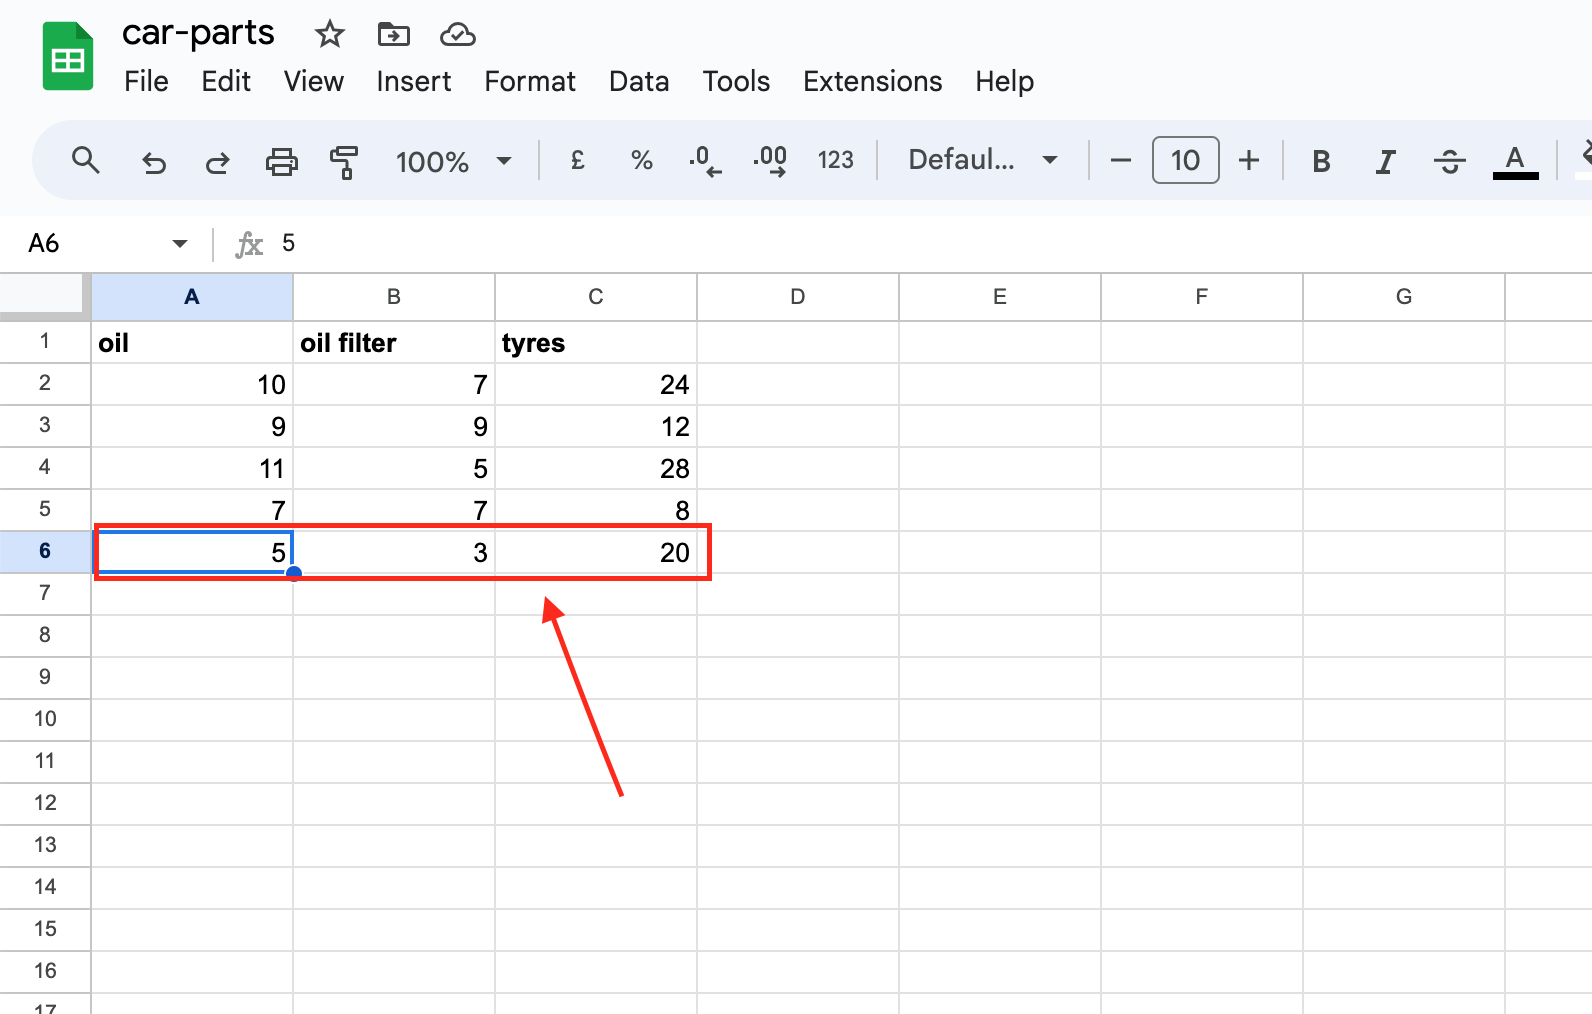 car-parts
File Edit View Insert Format Data Tools Extensions Help
100% £ % .0 .00 123 Defaul... 10 B I S A
A6 fx 5
A B C D E F G
1 oil oil filter tyres
2 10 7 24
3 9 9 12
4 11 5 28
5 7 7 8
6 5 3 20
7
8
9
10
11
12
13
14
15
16
17